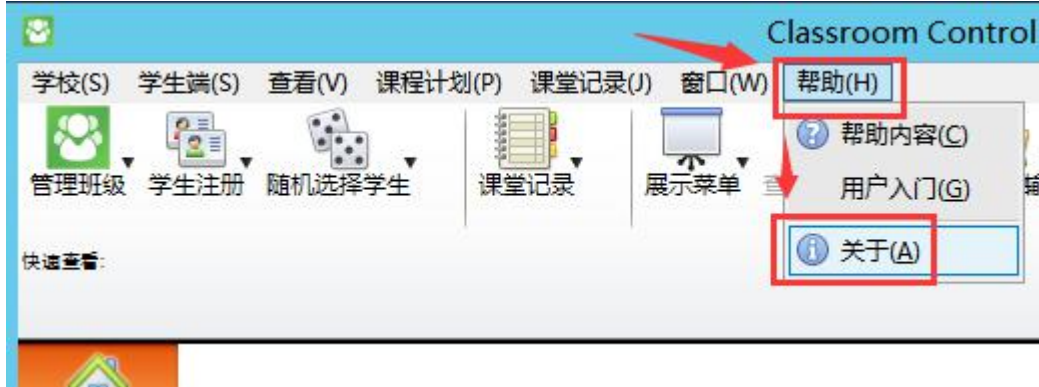 Classroom Control
学校(S) 学生端(S) 查看(V) 课程计划(P) 课堂记录(J) 窗口(W) 帮助(H)
帮助内容(C)
管理班级 学生注册 随机选择学生 课堂记录 展示菜单
用户入门(G)
快速查看:
关于(A)